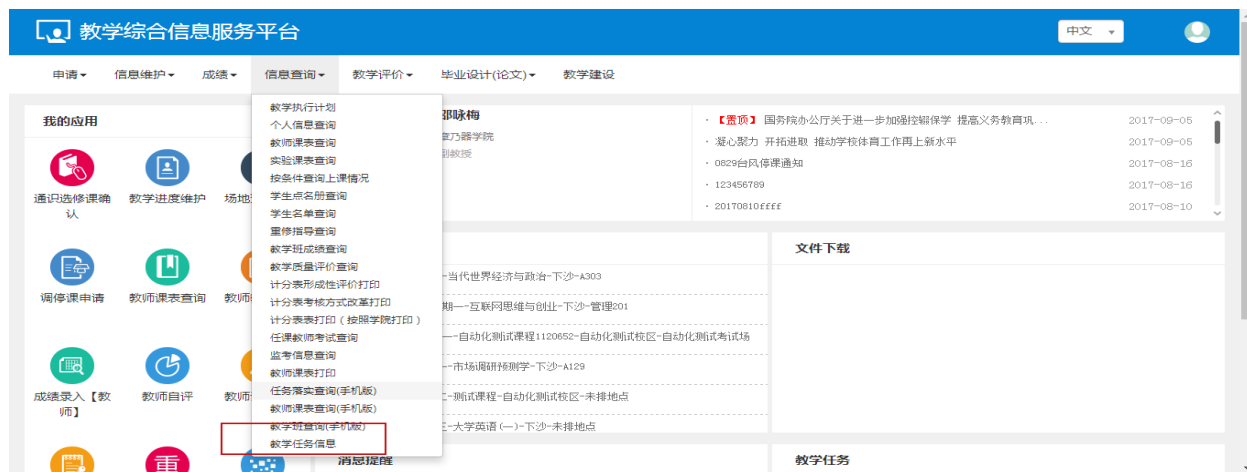 教学综合信息服务平台
中文
申请 信息维护 成绩 信息查询 教学评价 毕业设计(论文) 教学建设
我的应用
通识选修课确
认
教学进度维护
场地
调停课申请
教师课表查询
教师
成绩录入【教
师】
教师自评
教师
重
教学执行计划
个人信息查询
教师课表查询
实验课表查询
按条件查询上课情况
学生点名册查询
学生名单查询
重修指导查询
教学班成绩查询
教学质量评价查询
计分表形成性评价打印
计分表考核方式改革打印
计分表表打印（按照学院打印）
任课教师考试查询
监考信息查询
教师课表打印
任务落实查询(手机版)
教师课表查询(手机版)
教学班查询(手机版)
教学任务信息
邵咏梅
章乃器学院
副教授
· 【置顶】 国务院办公厅关于进一步加强控辍保学 提高义务教育巩... 2017-09-05
· 凝心聚力 开拓进取 推动学校体育工作再上新水平 2017-09-05
· 0829台风停课通知 2017-08-16
· 123456789 2017-08-16
· 20170810ffff 2017-08-10
-当代世界经济与政治-下沙-A303
期一-互联网思维与创业-下沙-管理201
一-自动化测试课程1120652-自动化测试校区-自动化测试考试场
-市场调研预测学-下沙-A129
二-测试课程-自动化测试校区-未排地点
三-大学英语(一)-下沙-未排地点
文件下载
消息提醒
教学任务